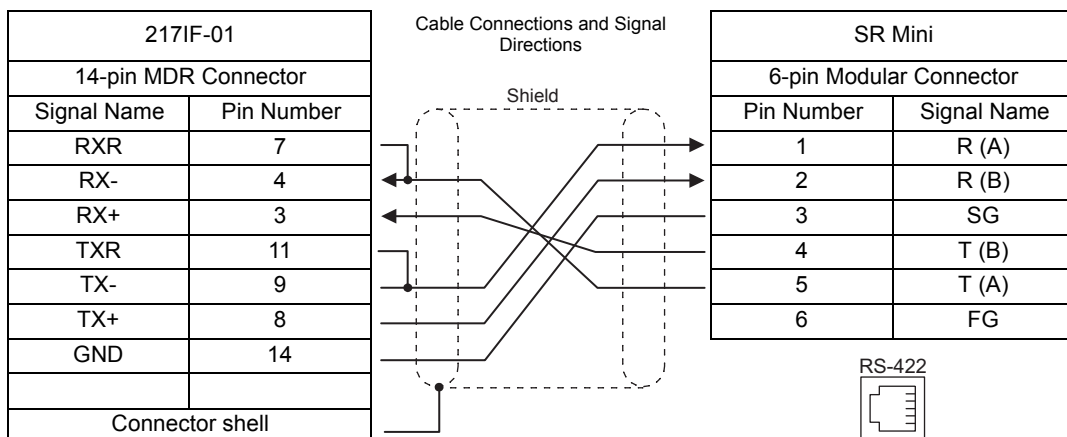 217IF-01
14-pin MDR Connector
Signal Name Pin Number
RXR 7
RX- 4
RX+ 3
TXR 11
TX- 9
TX+ 8
GND 14
Connector shell
Cable Connections and Signal
Directions
Shield
SR Mini
6-pin Modular Connector
Pin Number Signal Name
1 R (A)
2 R (B)
3 SG
4 T (B)
5 T (A)
6 FG
RS-422